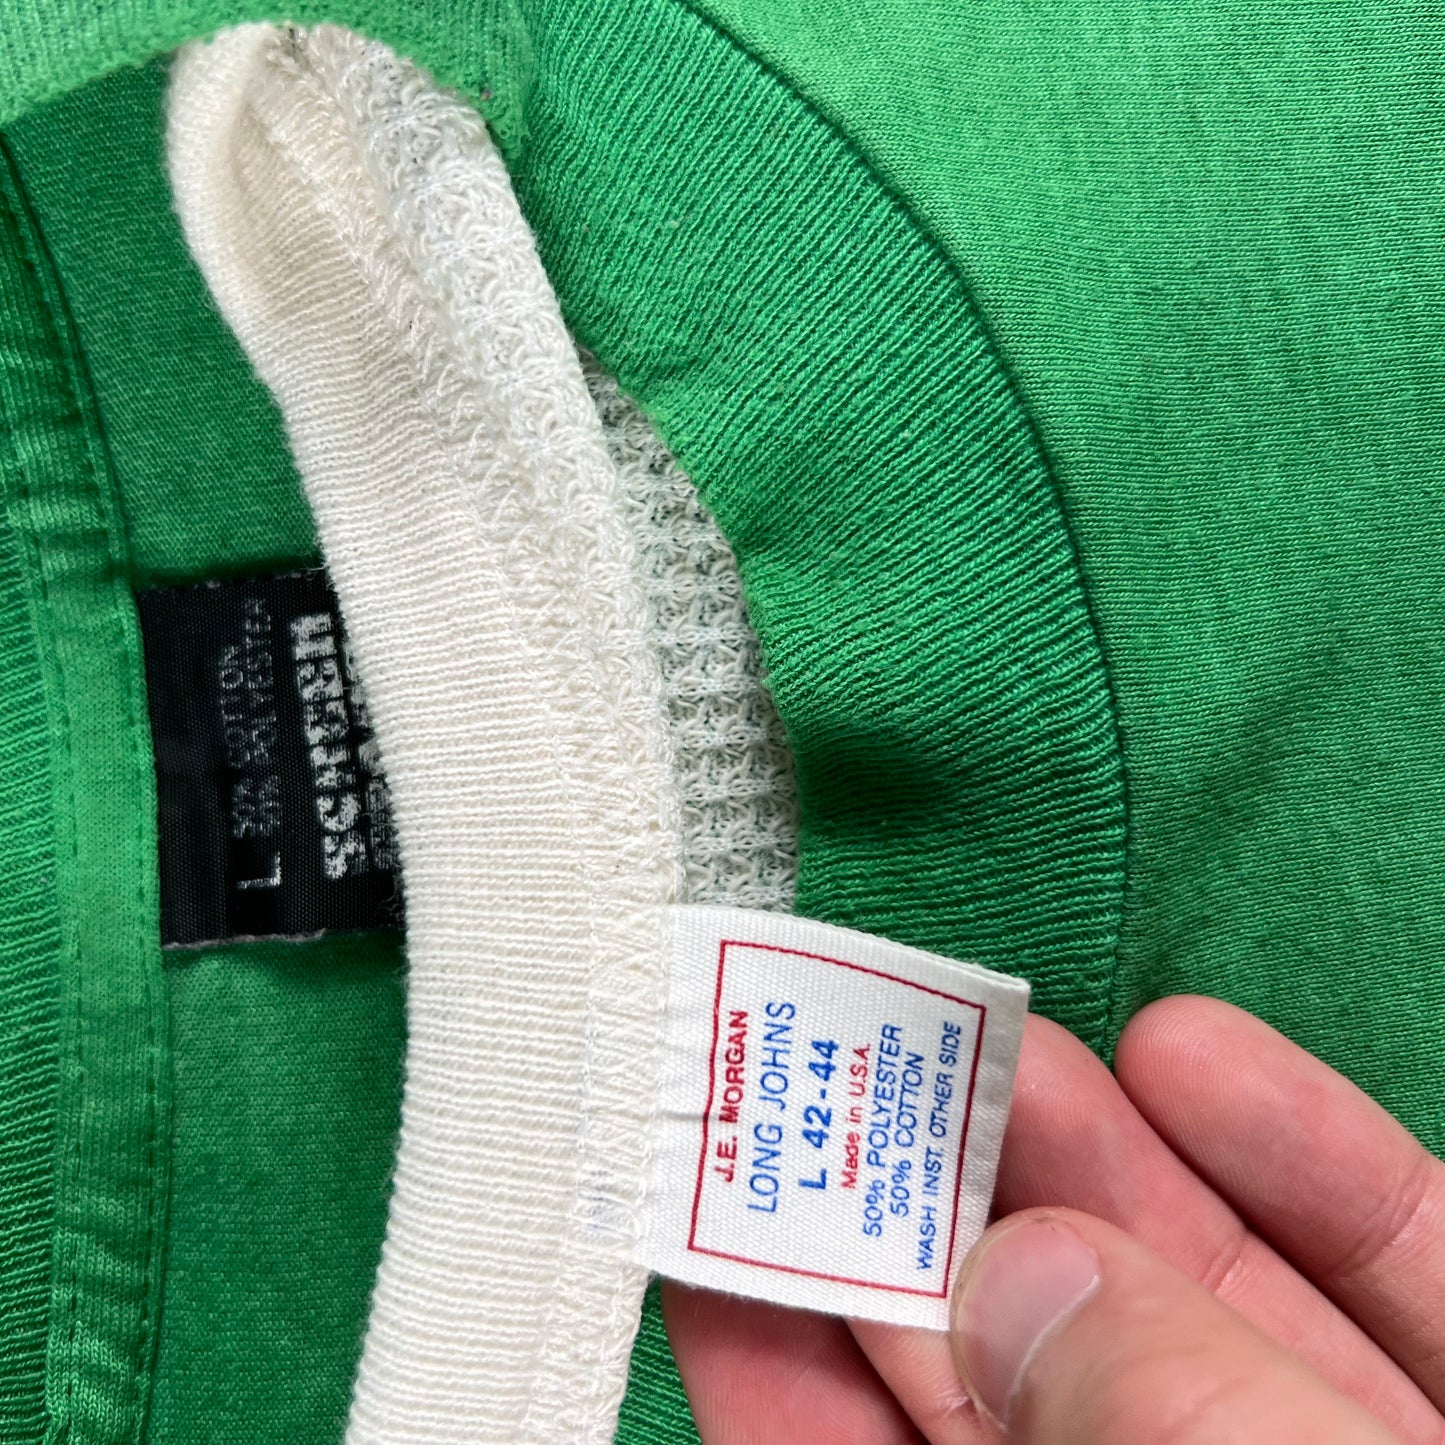 J.E. MORGAN
LONG JOHNS
L 42-44
Made in U.S.A.
50% POLYESTER
50% COTTON
WASH INST. OTHER SIDE
L